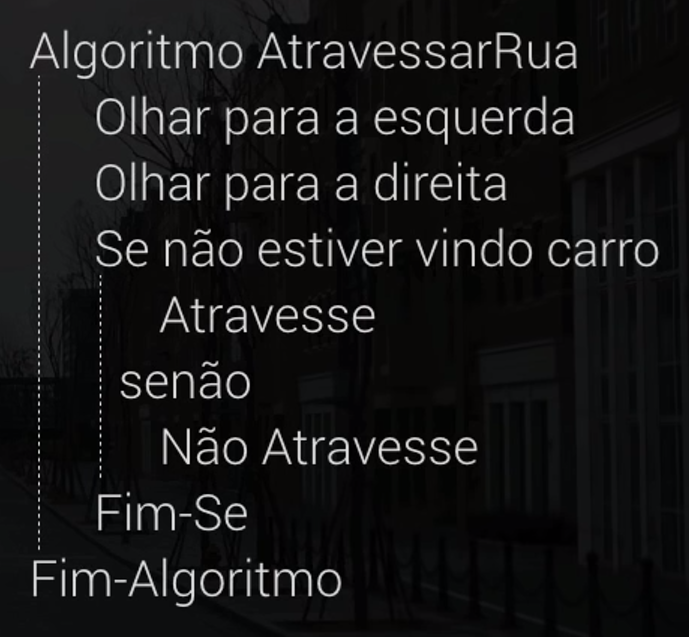 Algoritmo AtravessarRua
Olhar para a esquerda
Olhar para a direita
Se não estiver vindo carro
Atravesse
senão
Não Atravesse
Fim-Se
Fim-Algoritmo